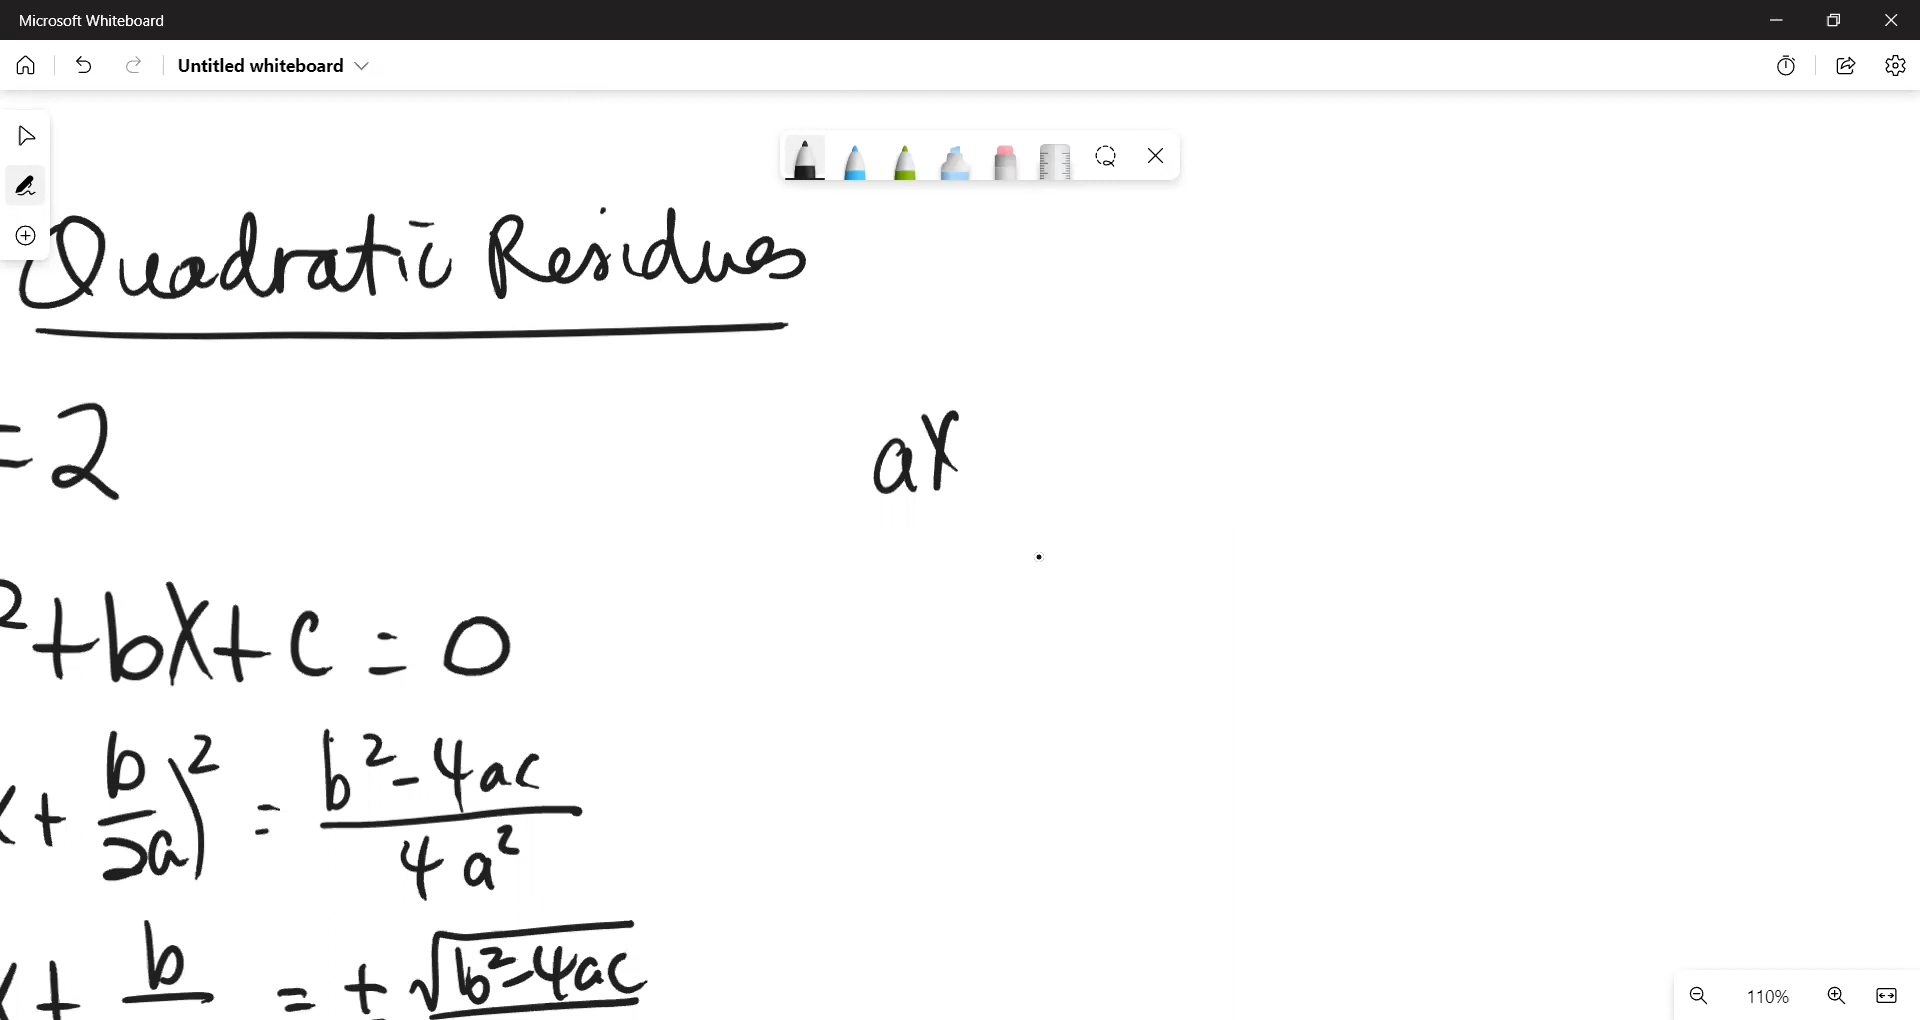 Microsoft Whiteboard
Untitled whiteboard
Quadratic Residues
= 2
aX
² + bX + c = 0
x + b/2a)² = b² - 4ac / 4a²
x + b = ± √b² - 4ac
110%